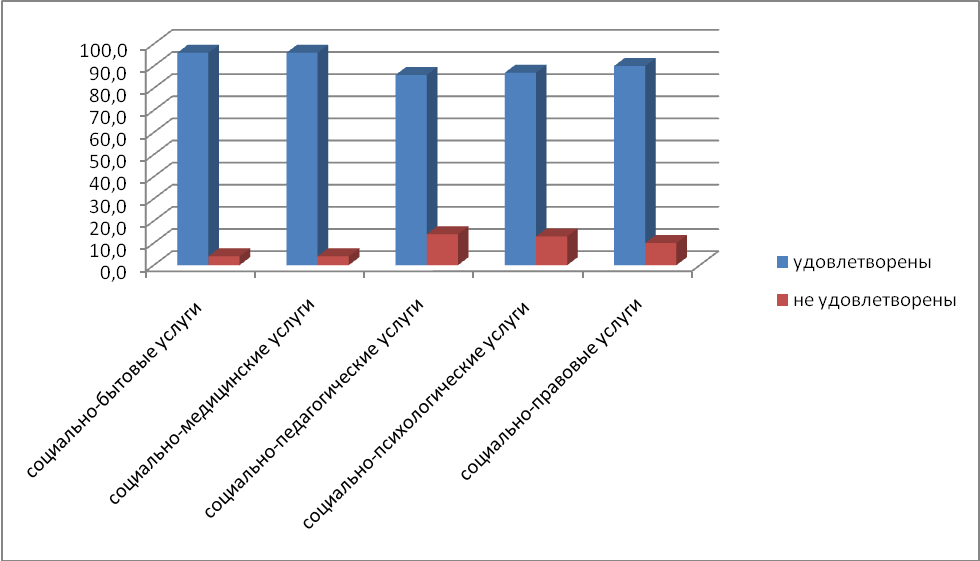 100,0
90,0
80,0
70,0
60,0
50,0
40,0
30,0
20,0
10,0
0,0
социально-бытовые услуги
социально-медицинские услуги
социально-педагогические услуги
социально-психологические услуги
социально-правовые услуги
удовлетворены
не удовлетворены